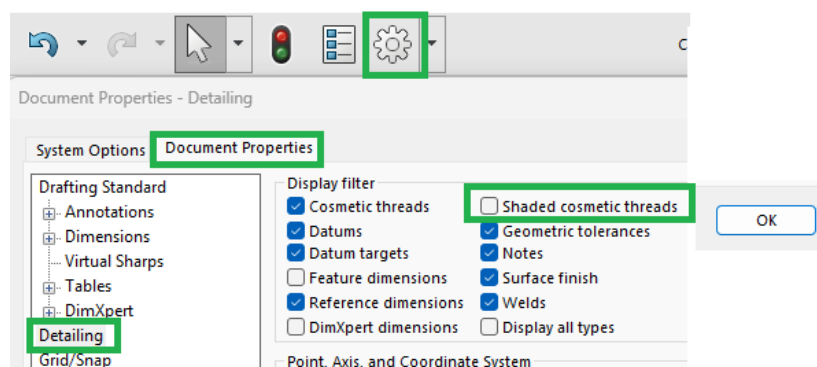 C
Document Properties - Detailing
System Options Document Properties
Drafting Standard
Annotations
Dimensions
Virtual Sharps
Tables
DimXpert
Detailing
Grid/Snap
Display filter
Cosmetic threads Shaded cosmetic threads
Datums Geometric tolerances
Datum targets Notes
Feature dimensions Surface finish
Reference dimensions Welds
DimXpert dimensions Display all types
Point, Axis, and Coordinate System
OK